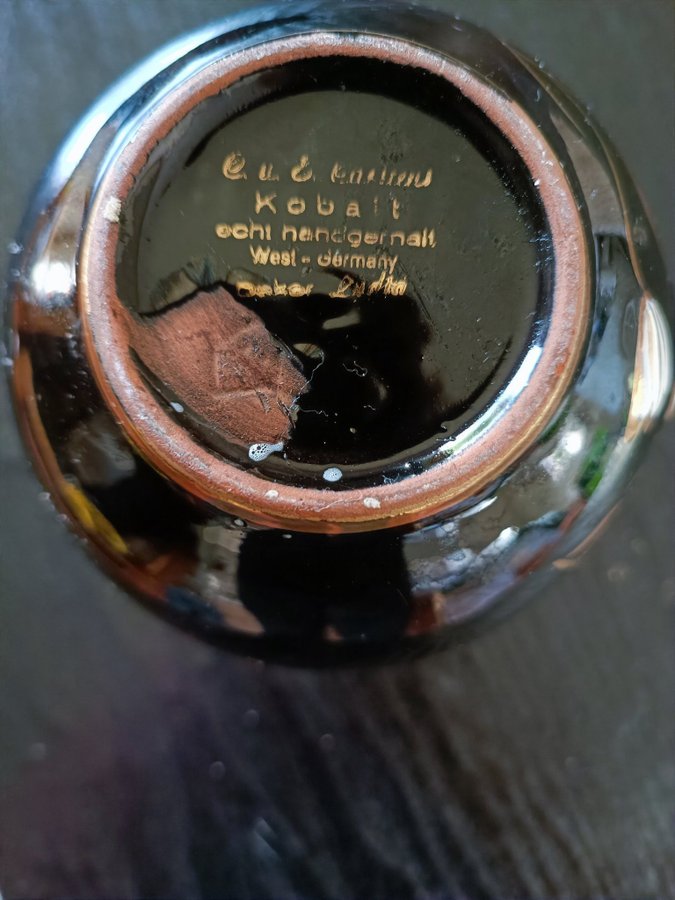 C. u. E.
Kobalt
echt handgemalt
West-Germany
Dekor